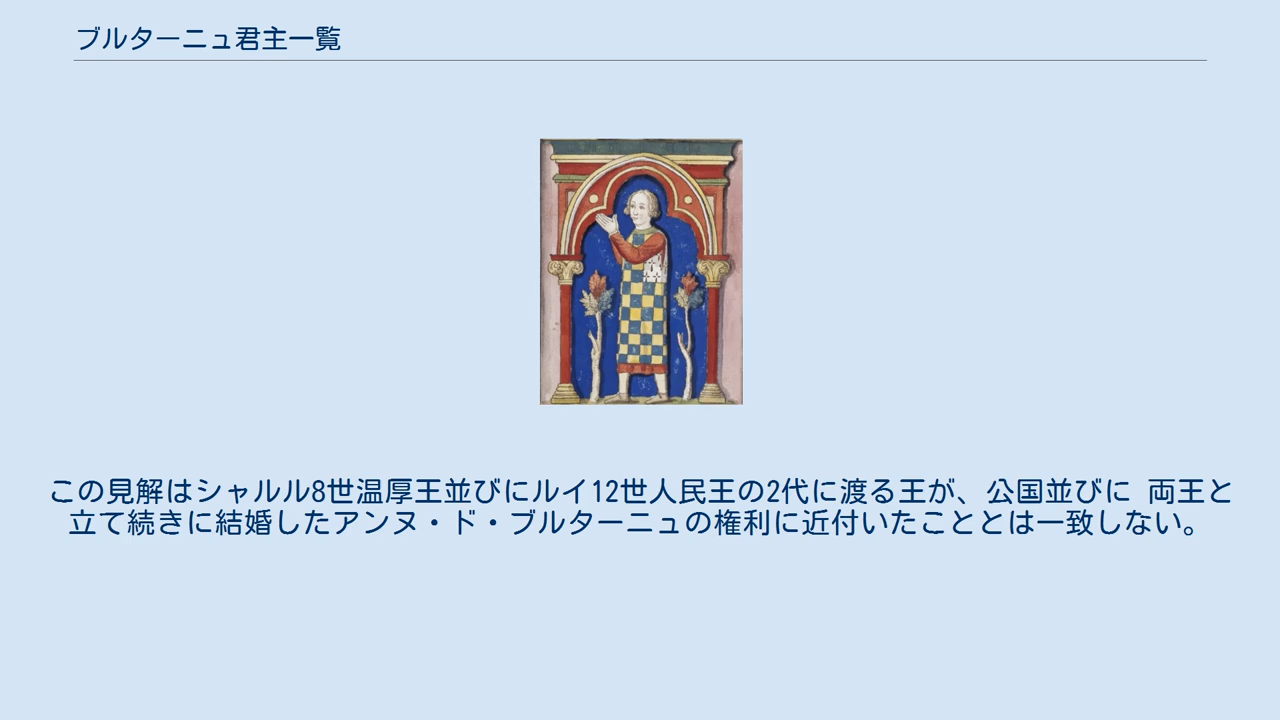 ブルターニュ君主一覧
この見解はシャルル8世温厚王並びにルイ12世人民王の2代に渡る王が、公国並びに 両王と
立て続きに結婚したアンヌ・ド・ブルターニュの権利に近付いたこととは一致しない。